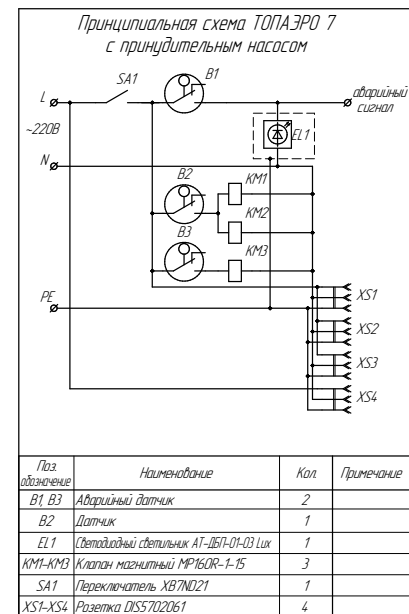 Принципиальная схема ТОПАЭРО 7
с принудительным насосом
SA1
B1
L
аварийный
сигнал
~220В
EL1
N
B2
KM1
KM2
B3
KM3
PE
XS1
XS2
XS3
XS4
Поз. обозначение Наименование Кол. Примечание
B1, B3 Аварийный датчик 2
B2 Датчик 1
EL1 Светодиодный светильник АТ-ДБП-01-03 Lux 1
KM1-KM3 Клапан магнитный MP160R-1-15 3
SA1 Переключатель XB7ND21 1
XS1-XS4 Розетка DIS5702061 4